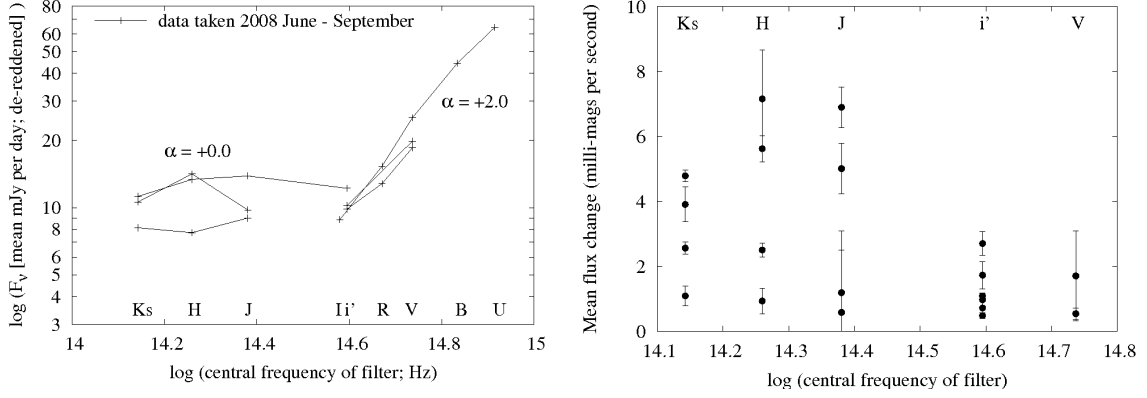 data taken 2008 June - September
log (Fν [mean mJy per day; de-reddened] )
80
60
40
20
10
8
6
4
3
α = +2.0
α = +0.0
Ks H J I i' R V B U
14 14.2 14.4 14.6 14.8 15
log (central frequency of filter; Hz)
Mean flux change (milli-mags per second)
10
8
6
4
2
0
Ks H J i' V
14.1 14.2 14.3 14.4 14.5 14.6 14.7 14.8
log (central frequency of filter)